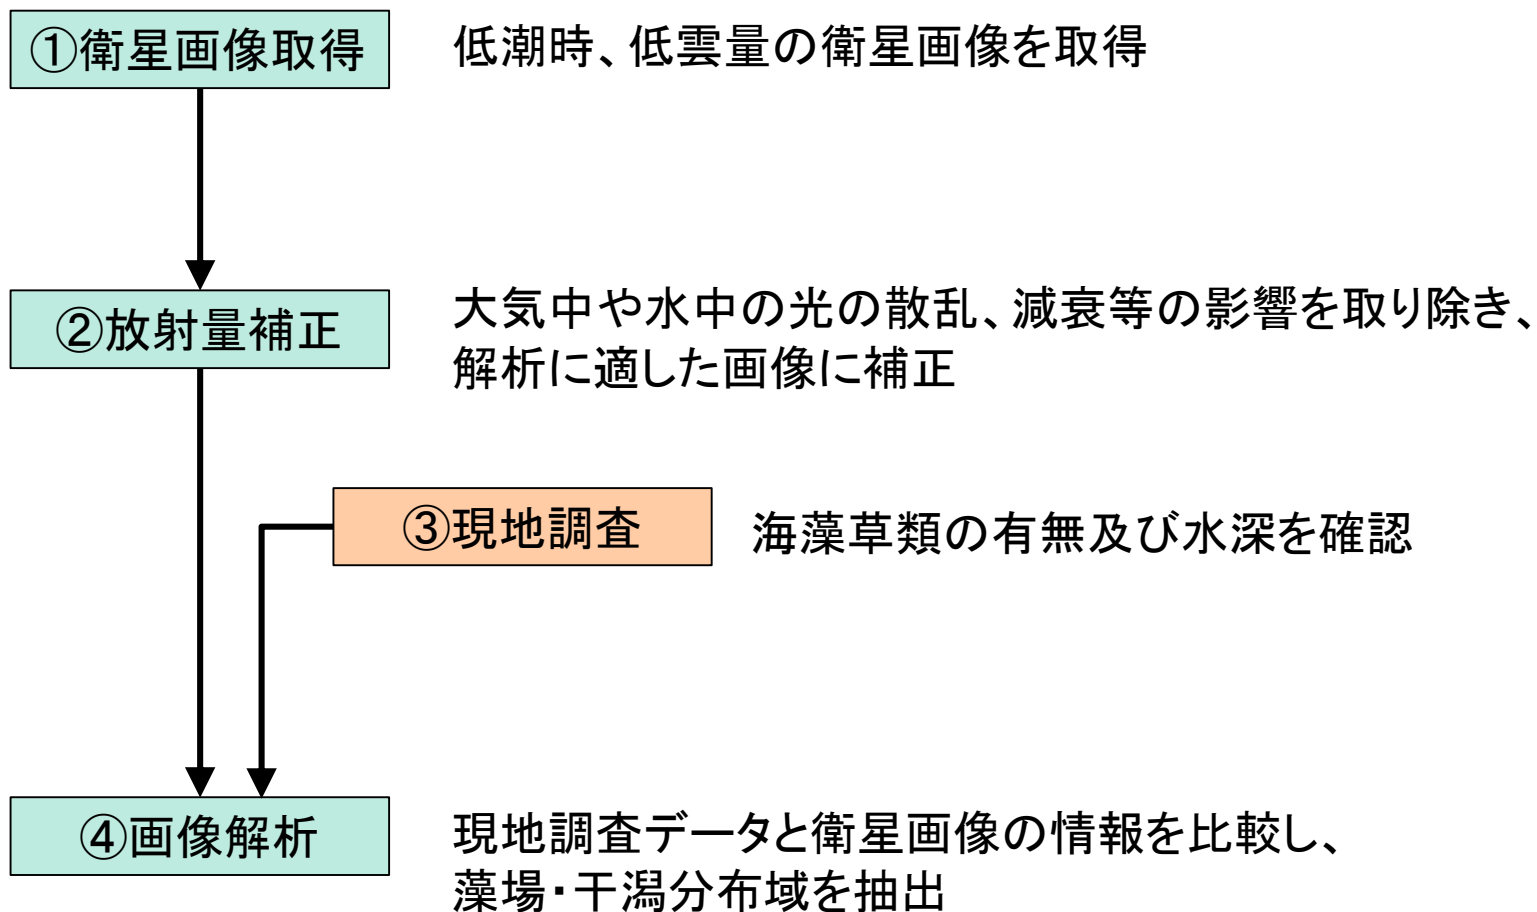 ①衛星画像取得
低潮時、低雲量の衛星画像を取得
②放射量補正
大気中や水中の光の散乱、減衰等の影響を取り除き、
解析に適した画像に補正
③現地調査
海藻草類の有無及び水深を確認
④画像解析
現地調査データと衛星画像の情報を比較し、
藻場・干潟分布域を抽出